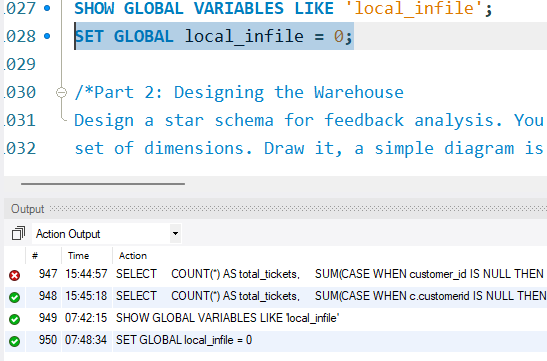 027 SHOW GLOBAL VARIABLES LIKE 'local_infile';
028 SET GLOBAL local_infile = 0;
029
030 /*Part 2: Designing the Warehouse
031 Design a star schema for feedback analysis. You
032 set of dimensions. Draw it, a simple diagram is
Output
Action Output
# Time Action
947 15:44:57 SELECT COUNT(*) AS total_tickets, SUM(CASE WHEN customer_id IS NULL THEN
948 15:45:18 SELECT COUNT(*) AS total_tickets, SUM(CASE WHEN c.customerid IS NULL THEN
949 07:42:15 SHOW GLOBAL VARIABLES LIKE 'local_infile'
950 07:48:34 SET GLOBAL local_infile = 0